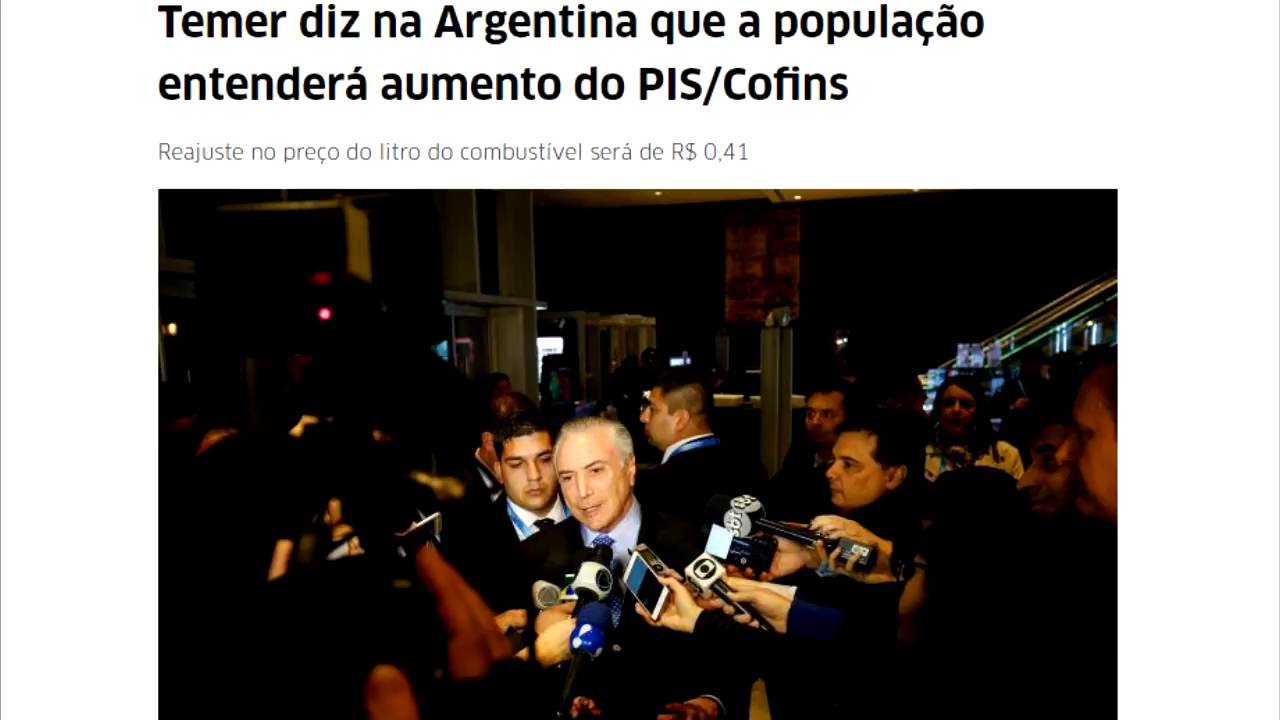 Temer diz na Argentina que a população
entenderá aumento do PIS/Cofins
Reajuste no preço do litro do combustível será de R$ 0,41
sbt